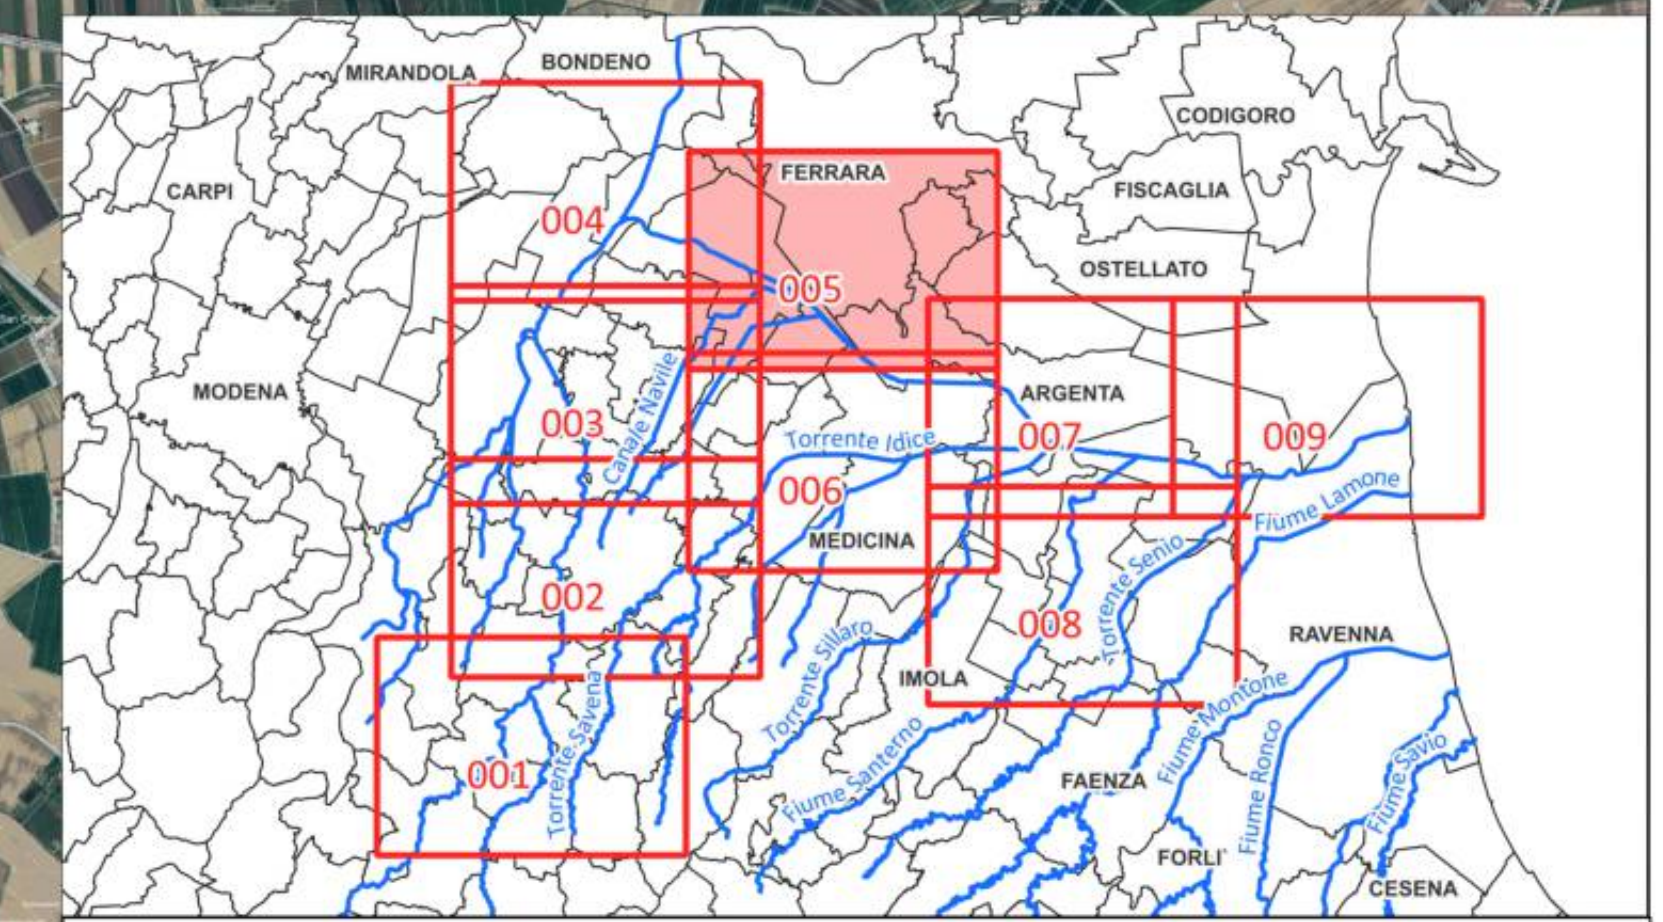 BONDENO
MIRANDOLA
CODIGORO
FERRARA
CARPI
FISCAGLIA
004
OSTELLATO
005
MODENA
ARGENTA
Canale Navile
003
Torrente Idice
007
009
006
Fiume Lamone
MEDICINA
002
Torrente Senio
008
Torrente Sillaro
RAVENNA
IMOLA
Fiume Montone
Torrente Savena
001
Fiume Santerno
FAENZA
Fiume Ronco
Fiume Savio
FORLI'
CESENA